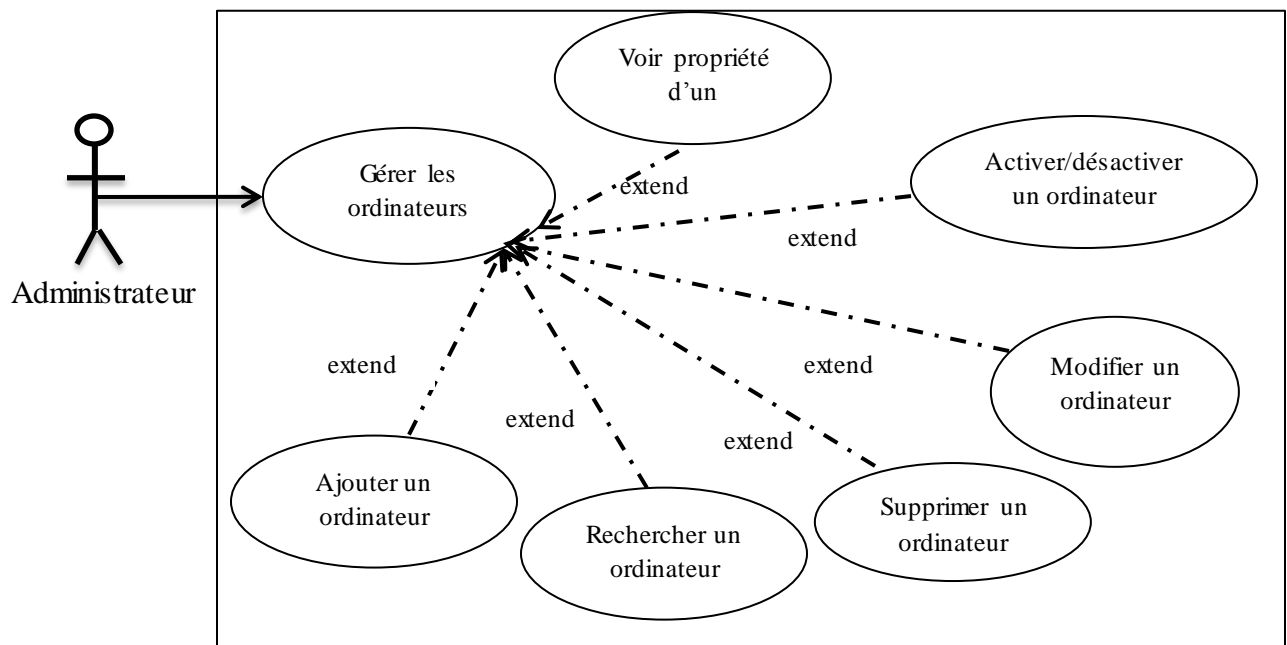 Voir propriété
d'un
Gérer les
ordinateurs
Activer/désactiver
un ordinateur
extend
extend
Administrateur
extend
extend
Modifier un
ordinateur
extend
extend
Ajouter un
ordinateur
Rechercher un
ordinateur
Supprimer un
ordinateur